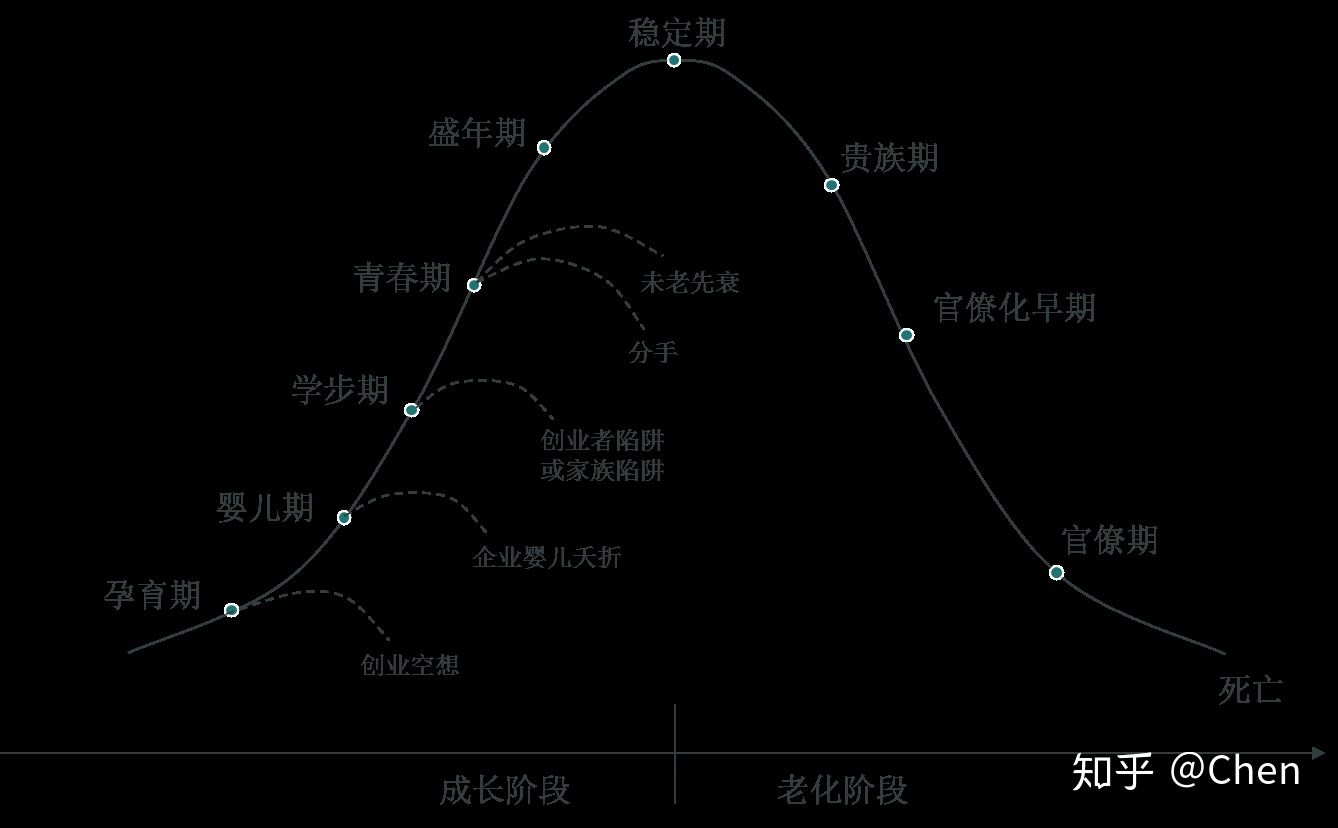 稳定期
盛年期
贵族期
青春期
未老先衰
官僚化早期
分手
学步期
创业者陷阱
或家族陷阱
婴儿期
官僚期
企业婴儿夭折
孕育期
创业空想
死亡
成长阶段
老化阶段
知乎 @Chen